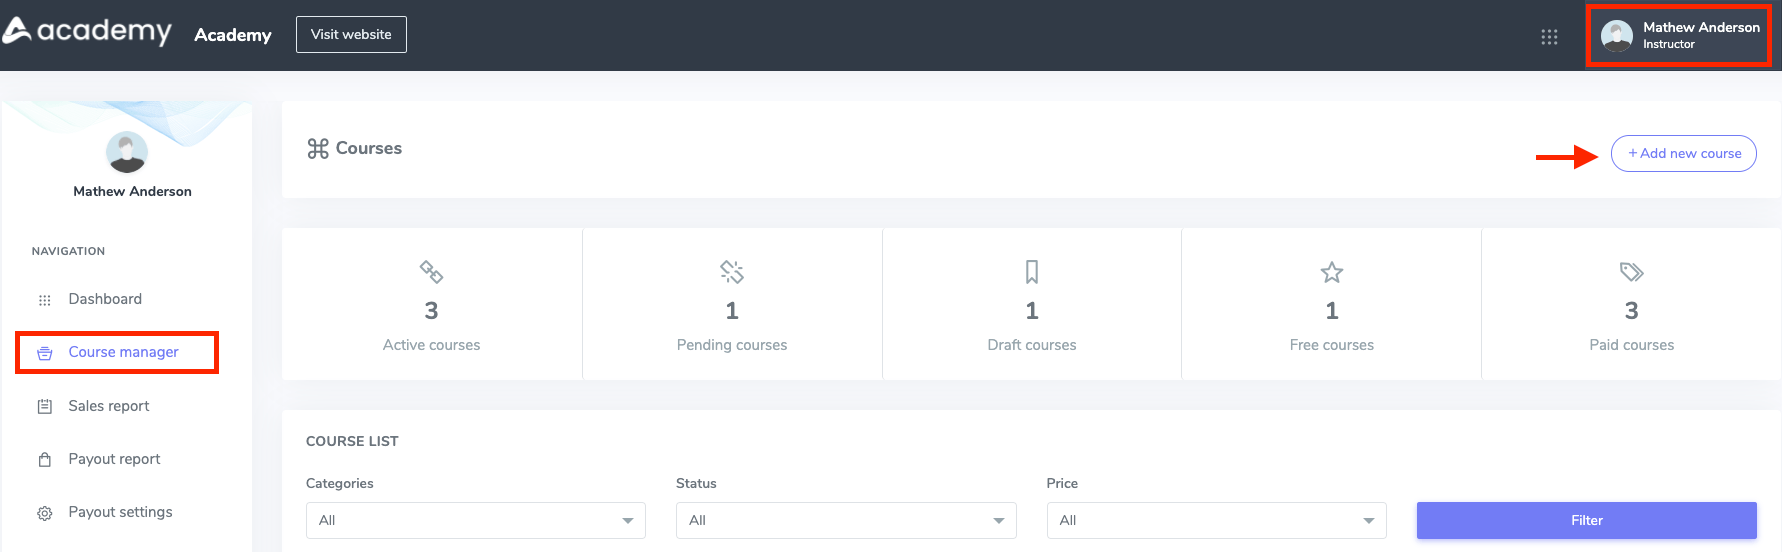 academy Academy Visit website
Mathew Anderson
Instructor
Mathew Anderson
NAVIGATION
Dashboard
Course manager
Sales report
Payout report
Payout settings
Courses
+ Add new course
3
Active courses
1
Pending courses
1
Draft courses
1
Free courses
3
Paid courses
COURSE LIST
Categories
All
Status
All
Price
All
Filter